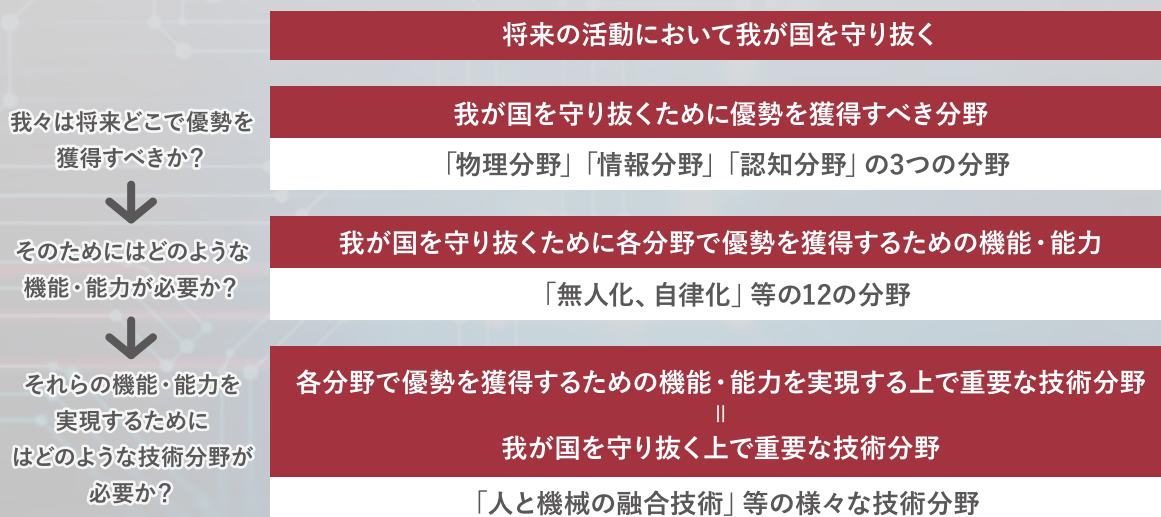 将来の活動において我が国を守り抜く
我々は将来どこで優勢を
獲得すべきか?
我が国を守り抜くために優勢を獲得すべき分野
「物理分野」「情報分野」「認知分野」の3つの分野
そのためにはどのような
機能・能力が必要か?
我が国を守り抜くために各分野で優勢を獲得するための機能・能力
「無人化、自律化」等の12の分野
それらの機能・能力を
実現するために
はどのような技術分野が
必要か?
各分野で優勢を獲得するための機能・能力を実現する上で重要な技術分野
||
我が国を守り抜く上で重要な技術分野
「人と機械の融合技術」等の様々な技術分野